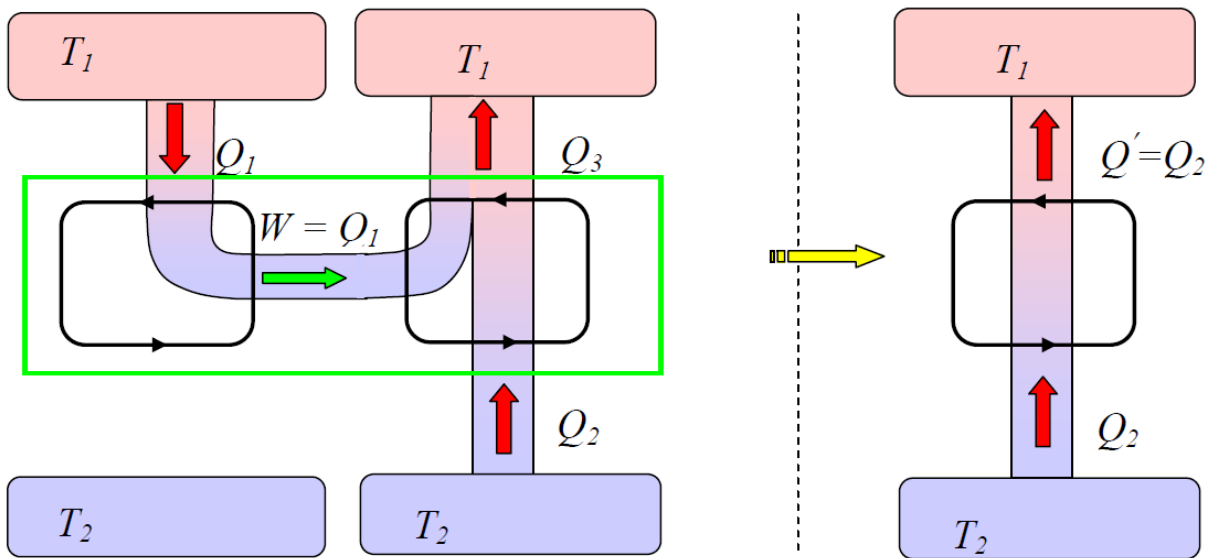 T₁
T₁
T₁
Q₁
Q₃
Q′=Q₂
W = Q₁
Q₂
Q₂
T₂
T₂
T₂